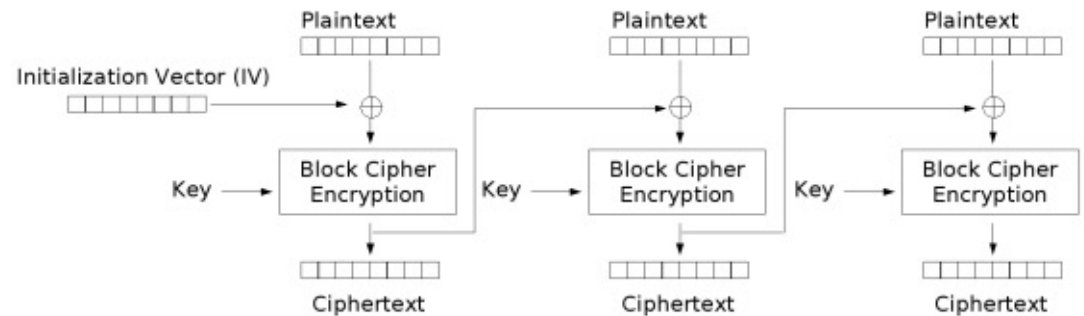 Plaintext
Plaintext
Plaintext
Initialization Vector (IV)
Key
Block Cipher
Encryption
Key
Block Cipher
Encryption
Key
Block Cipher
Encryption
Ciphertext
Ciphertext
Ciphertext